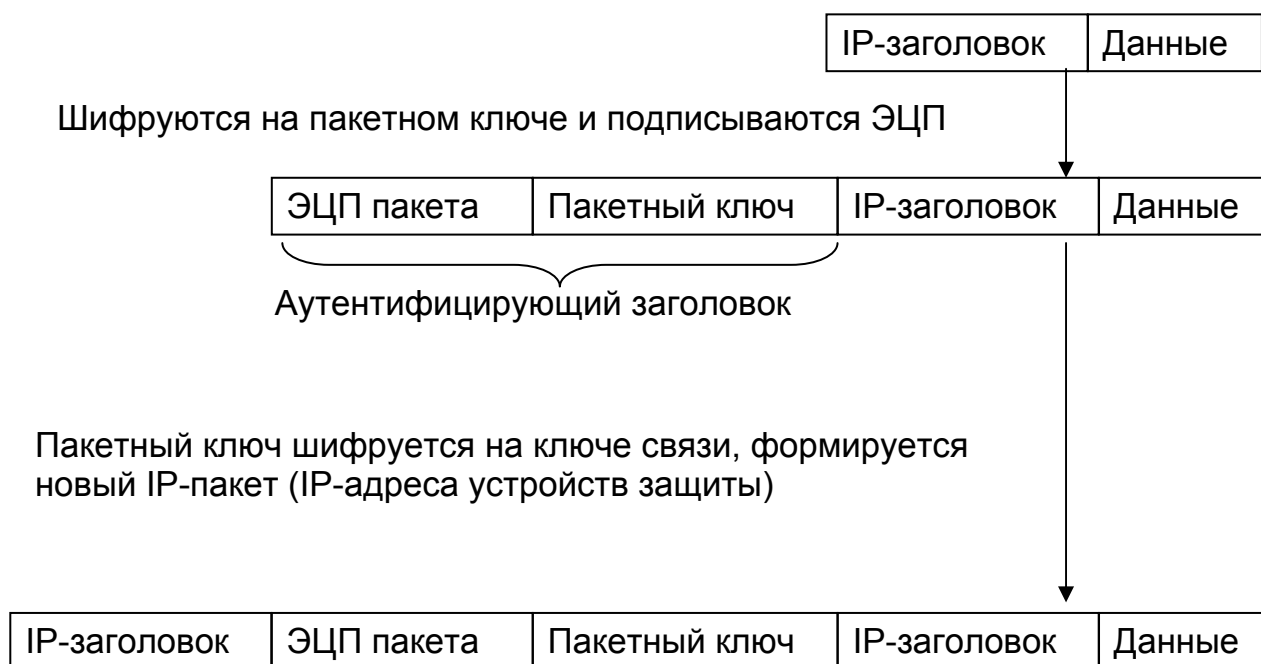 IP-заголовок Данные
Шифруются на пакетном ключе и подписываются ЭЦП
ЭЦП пакета Пакетный ключ IP-заголовок Данные
Аутентифицирующий заголовок
Пакетный ключ шифруется на ключе связи, формируется
новый IP-пакет (IP-адреса устройств защиты)
IP-заголовок ЭЦП пакета Пакетный ключ IP-заголовок Данные